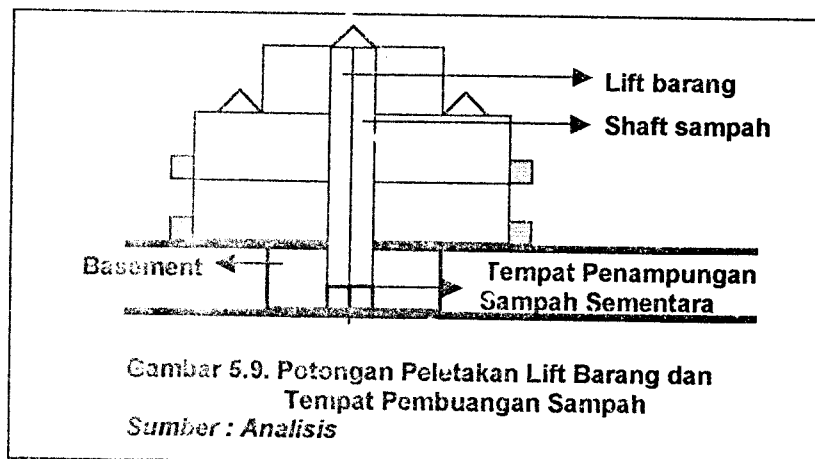 Lift barang
Shaft sampah
Basement
Tempat Penampungan
Sampah Sementara
Gambar 5.9. Potongan Peletakan Lift Barang dan
Tempat Pembuangan Sampah
Sumber : Analisis